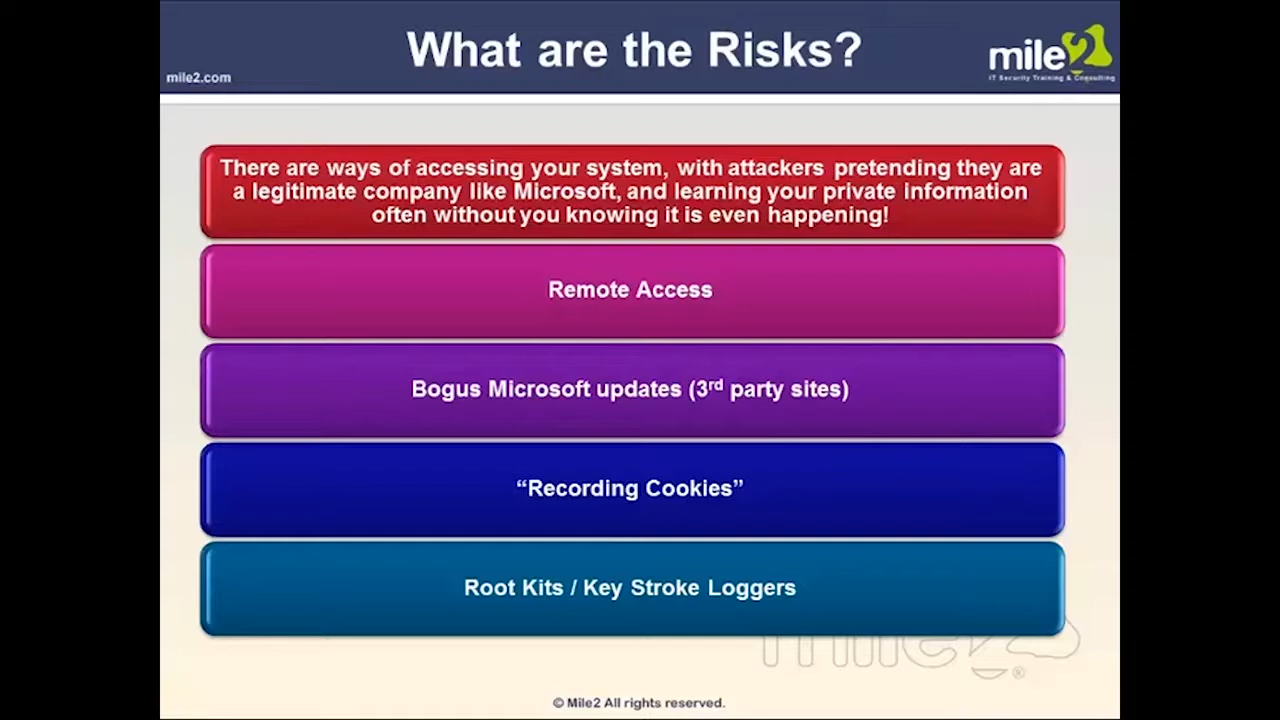 What are the Risks?
mile2.com
mile2
IT Security Training & Consulting
There are ways of accessing your system, with attackers pretending they are
a legitimate company like Microsoft, and learning your private information
often without you knowing it is even happening!
Remote Access
Bogus Microsoft updates (3rd party sites)
“Recording Cookies”
Root Kits / Key Stroke Loggers
mile2®
© Mile2 All rights reserved.